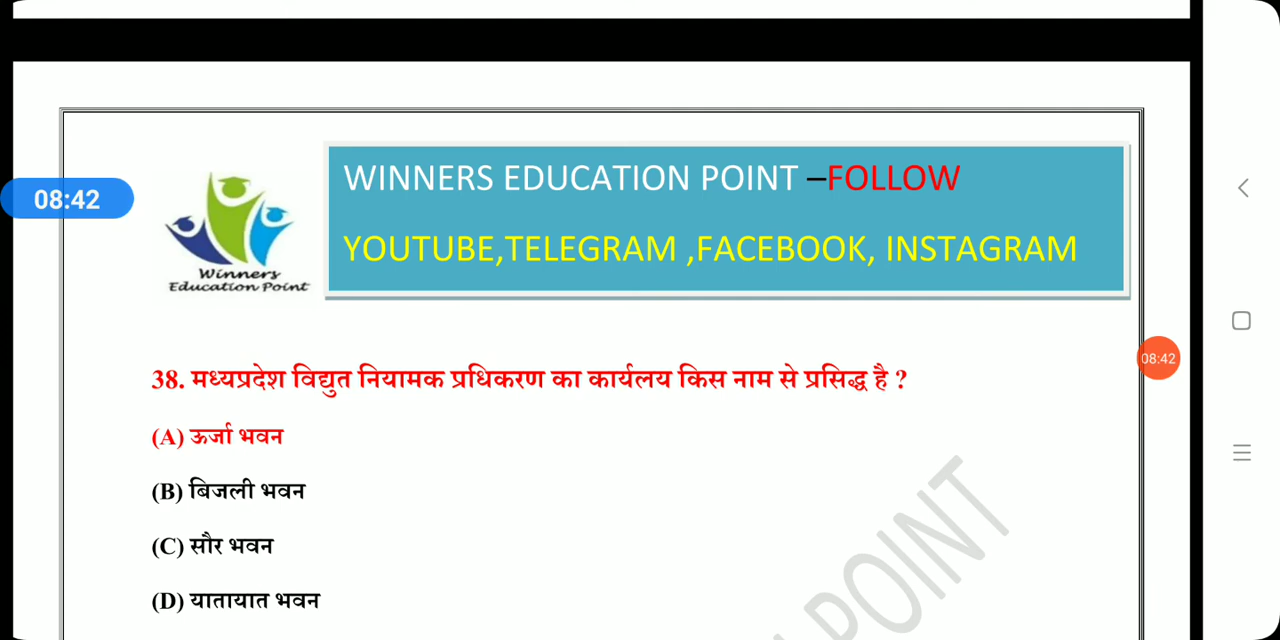 WINNERS EDUCATION POINT –FOLLOW
YOUTUBE,TELEGRAM ,FACEBOOK, INSTAGRAM
Winners
Education Point
08:42
08:42
38. मध्यप्रदेश विद्युत नियामक प्रधिकरण का कार्यलय किस नाम से प्रसिद्ध है ?
(A) ऊर्जा भवन
(B) बिजली भवन
(C) सौर भवन
(D) यातायात भवन
POINT